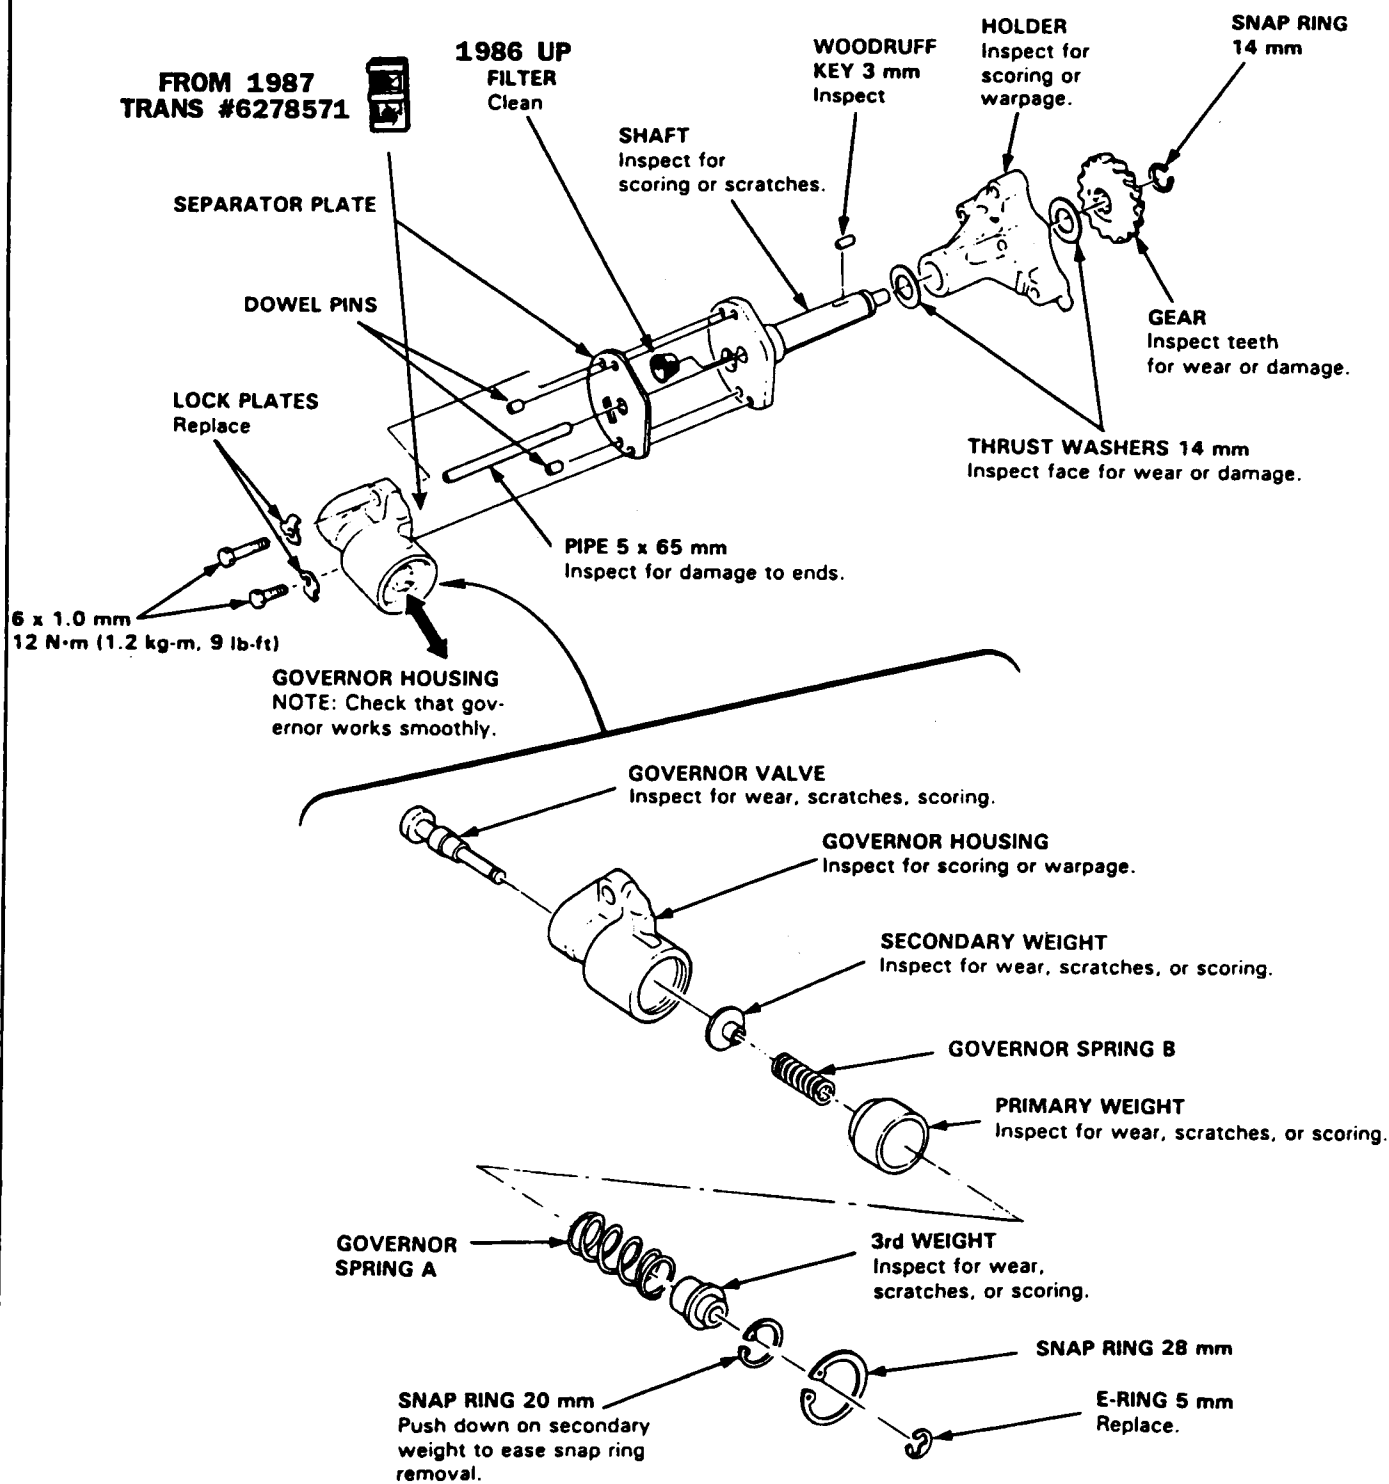 HOLDER
Inspect for
scoring or
warpage.
SNAP RING
14 mm
WOODRUFF
KEY 3 mm
Inspect
1986 UP
FILTER
Clean
FROM 1987
TRANS #6278571
SHAFT
Inspect for
scoring or scratches.
SEPARATOR PLATE
DOWEL PINS
GEAR
Inspect teeth
for wear or damage.
LOCK PLATES
Replace
THRUST WASHERS 14 mm
Inspect face for wear or damage.
PIPE 5 x 65 mm
Inspect for damage to ends.
6 x 1.0 mm
12 N·m (1.2 kg-m, 9 lb-ft)
GOVERNOR HOUSING
NOTE: Check that gov-
ernor works smoothly.
GOVERNOR VALVE
Inspect for wear, scratches, scoring.
GOVERNOR HOUSING
Inspect for scoring or warpage.
SECONDARY WEIGHT
Inspect for wear, scratches, or scoring.
GOVERNOR SPRING B
PRIMARY WEIGHT
Inspect for wear, scratches, or scoring.
GOVERNOR
SPRING A
3rd WEIGHT
Inspect for wear,
scratches, or scoring.
SNAP RING 28 mm
SNAP RING 20 mm
Push down on secondary
weight to ease snap ring
removal.
E-RING 5 mm
Replace.